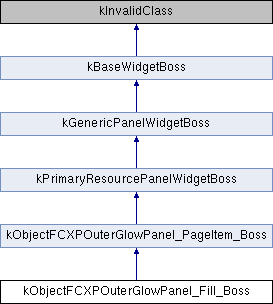 kInvalidClass
kBaseWidgetBoss
kGenericPanelWidgetBoss
kPrimaryResourcePanelWidgetBoss
kObjectFCXPOuterGlowPanel_PageItem_Boss
kObjectFCXPOuterGlowPanel_Fill_Boss